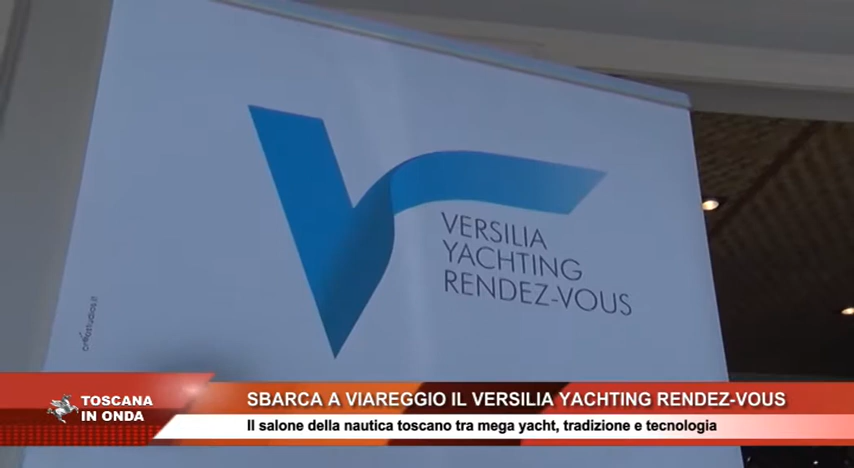 VERSILIA
YACHTING
RENDEZ-VOUS
TOSCANA
IN ONDA
SBARCA A VIAREGGIO IL VERSILIA YACHTING RENDEZ-VOUS
Il salone della nautica toscano tra mega yacht, tradizione e tecnologia